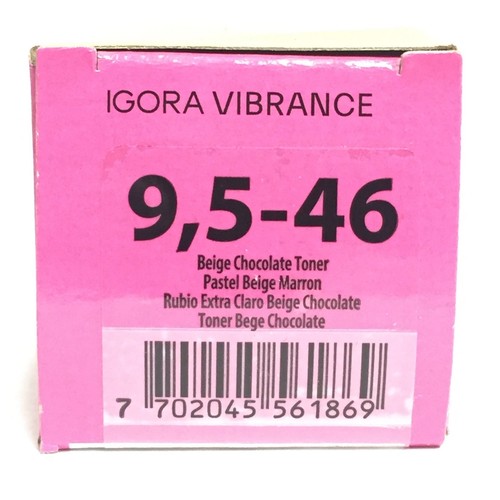 IGORA VIBRANCE
9,5-46
Beige Chocolate Toner
Pastel Beige Marron
Rubio Extra Claro Beige Chocolate
Toner Bege Chocolate
7 702045 561869